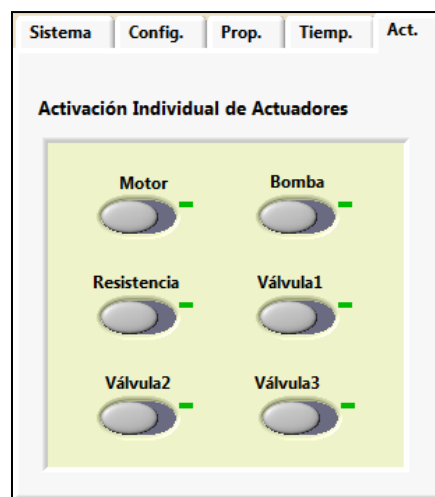 Sistema Config. Prop. Tiemp. Act.
Activación Individual de Actuadores
Motor Bomba
Resistencia Válvula1
Válvula2 Válvula3